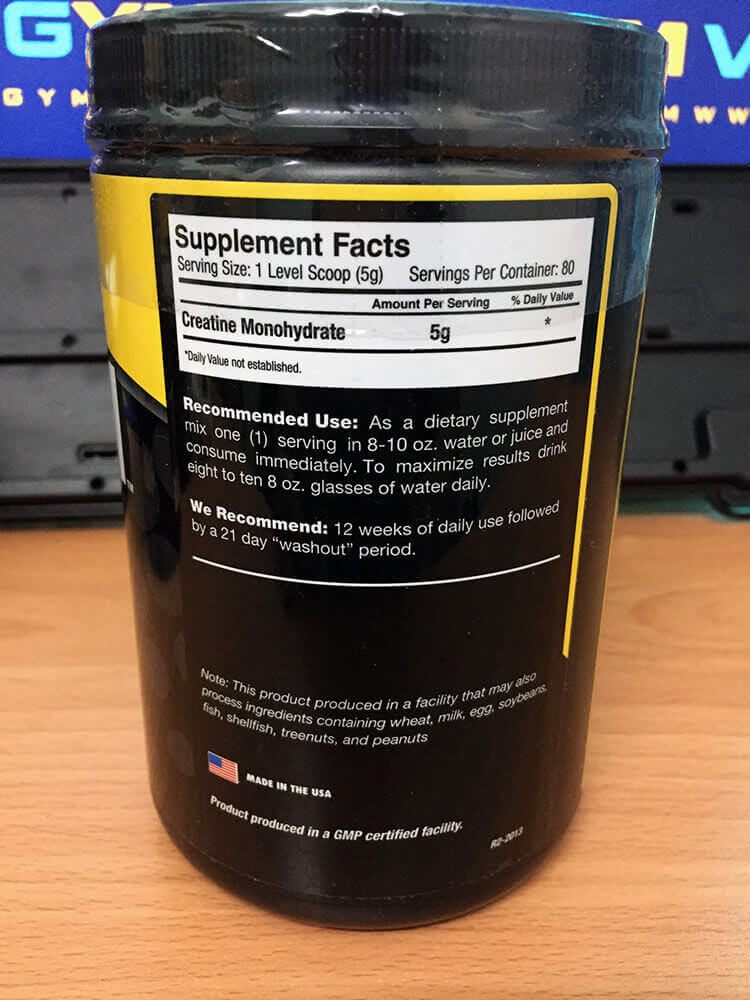 GY
M V
GYM
M W W
Supplement Facts
Serving Size: 1 Level Scoop (5g) Servings Per Container: 80
Amount Per Serving % Daily Value
Creatine Monohydrate 5g *
*Daily Value not established.
Recommended Use: As a dietary supplement
mix one (1) serving in 8-10 oz. water or juice and
consume immediately. To maximize results drink
eight to ten 8 oz. glasses of water daily.
We Recommend: 12 weeks of daily use followed
by a 21 day “washout” period.
Note: This product produced in a facility that may also
process ingredients containing wheat, milk, egg, soybeans,
fish, shellfish, treenuts, and peanuts
MADE IN THE USA
Product produced in a GMP certified facility.
R2-2013